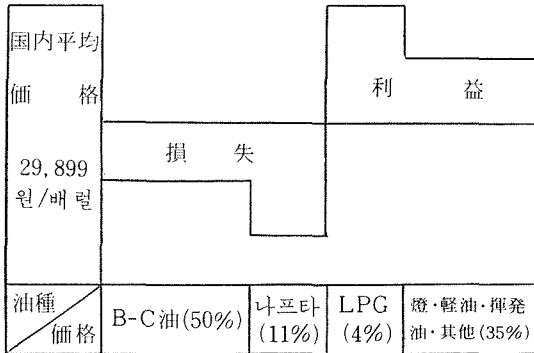 国内平均
価 格
29,899
원/배럴
利 益
損 失
油種
価格
B-C油(50%)
나프타
(11%)
LPG
(4%)
燈·軽油·揮発
油·其他(35%)